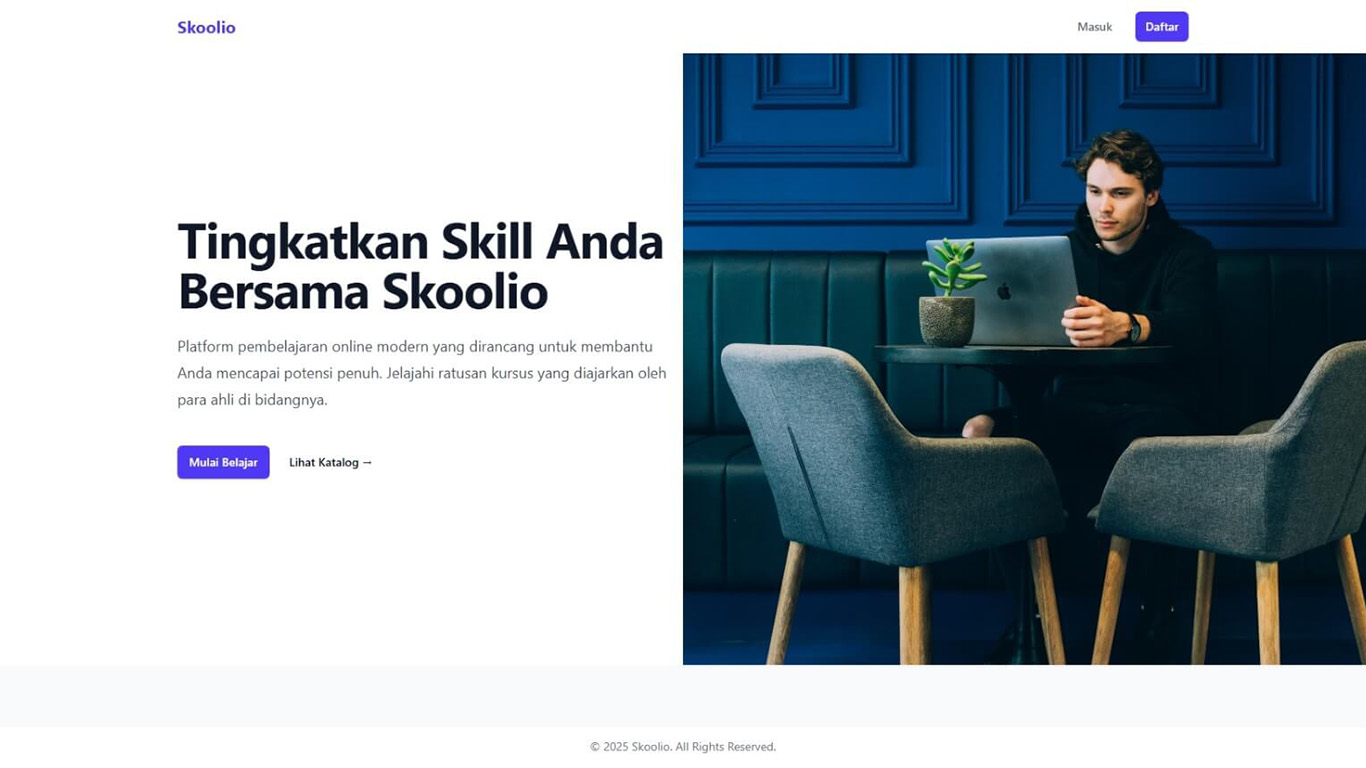 Skoolio
Masuk
Daftar
Tingkatkan Skill Anda
Bersama Skoolio
Platform pembelajaran online modern yang dirancang untuk membantu
Anda mencapai potensi penuh. Jelajahi ratusan kursus yang diajarkan oleh
para ahli di bidangnya.
Mulai Belajar
Lihat Katalog →
© 2025 Skoolio. All Rights Reserved.